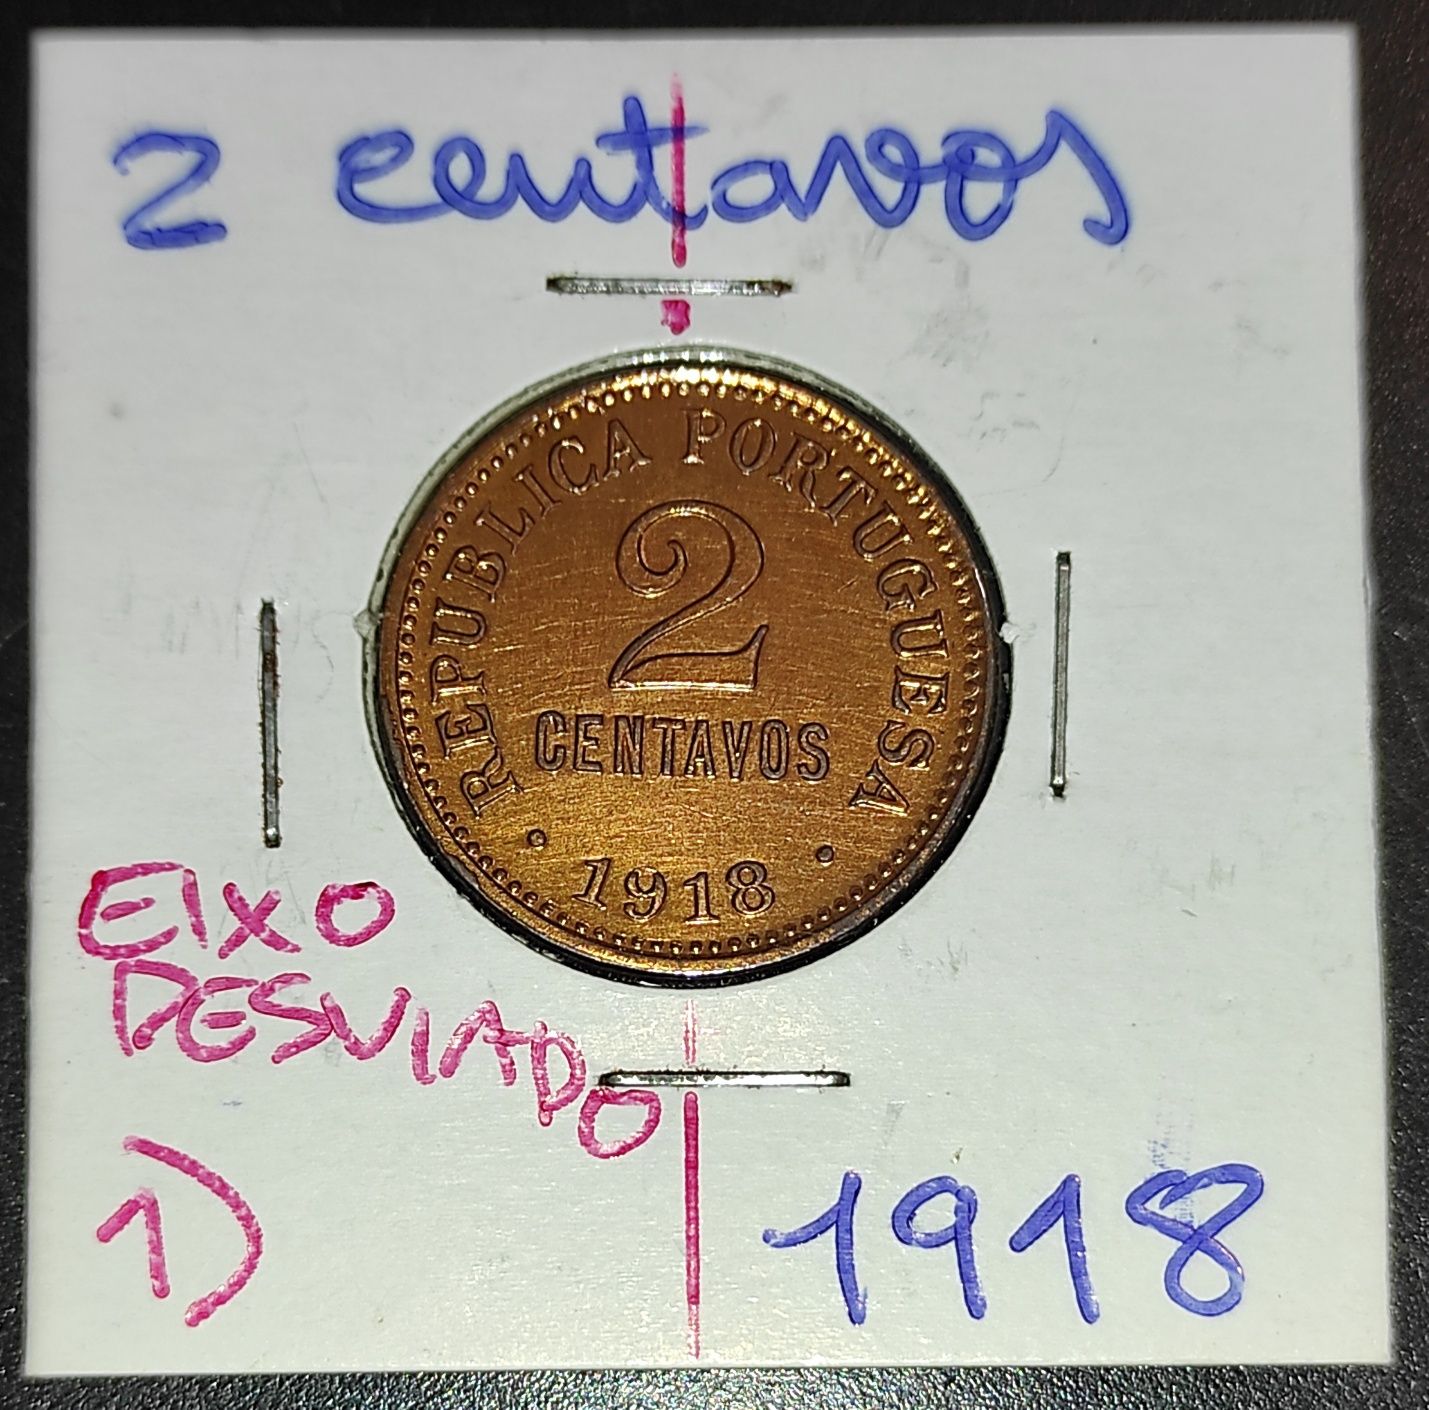 2 centavos
REPUBLICA PORTUGUESA
2
CENTAVOS
• 1918 •
EIXO
DESVIADO
1)
1918